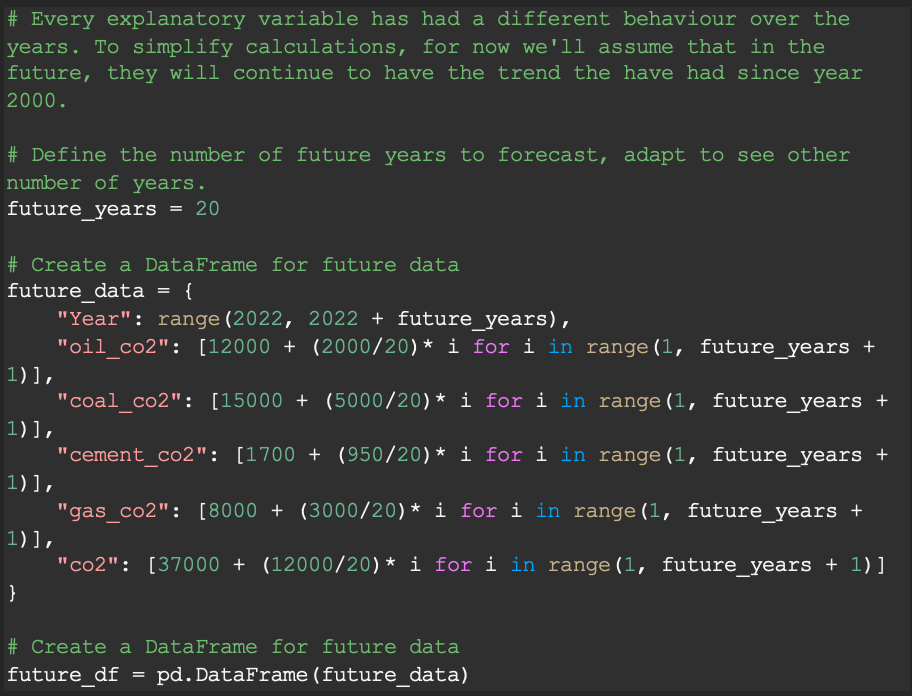 # Every explanatory variable has had a different behaviour over the
years. To simplify calculations, for now we'll assume that in the
future, they will continue to have the trend the have had since year
2000.

# Define the number of future years to forecast, adapt to see other
number of years.
future_years = 20

# Create a DataFrame for future data
future_data = {
    "Year": range(2022, 2022 + future_years),
    "oil_co2": [12000 + (2000/20)* i for i in range(1, future_years +
1)],
    "coal_co2": [15000 + (5000/20)* i for i in range(1, future_years +
1)],
    "cement_co2": [1700 + (950/20)* i for i in range(1, future_years +
1)],
    "gas_co2": [8000 + (3000/20)* i for i in range(1, future_years +
1)],
    "co2": [37000 + (12000/20)* i for i in range(1, future_years + 1)]
}

# Create a DataFrame for future data
future_df = pd.DataFrame(future_data)